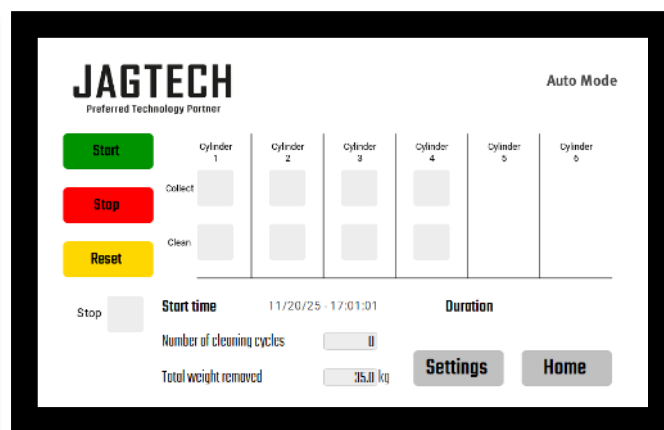 JAGTECH
Preferred Technology Partner
Auto Mode
Start
Stop
Reset
Cylinder 1
Cylinder 2
Cylinder 3
Cylinder 4
Cylinder 5
Cylinder 6
Collect
Clean
Stop
Start time 11/20/25 - 17:01:01 Duration
Number of cleaning cycles 0
Total weight removed 35.0 kg
Settings
Home